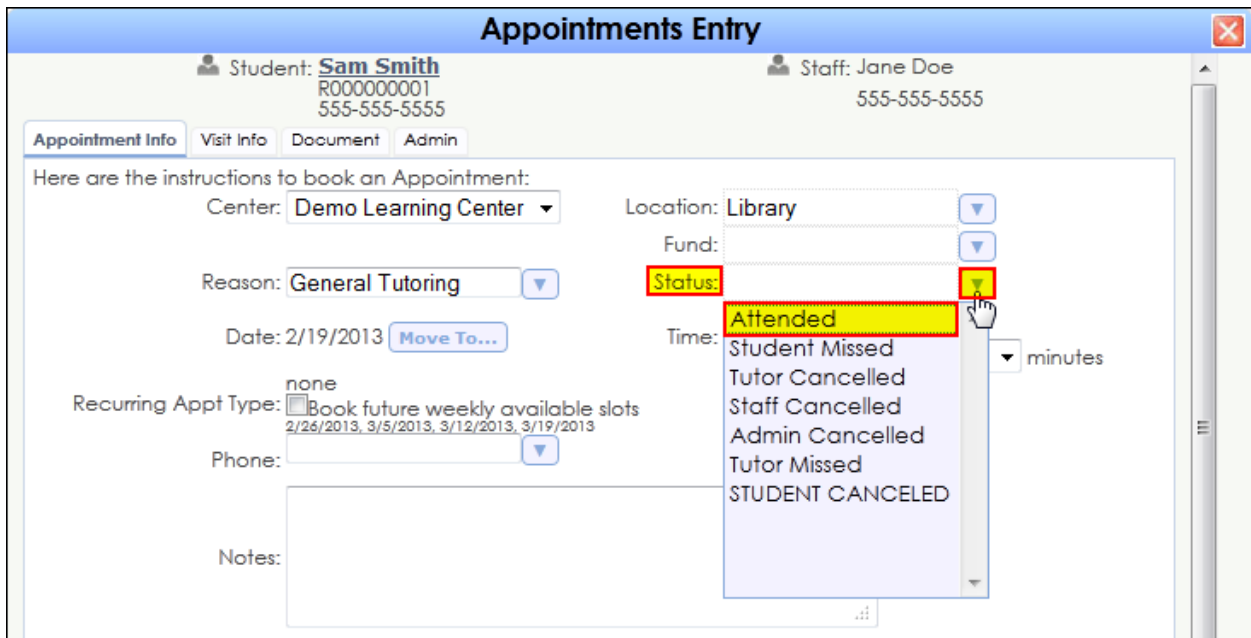 Appointments Entry
Student: Sam Smith
R000000001
555-555-5555
Staff: Jane Doe
555-555-5555
Appointment Info Visit Info Document Admin
Here are the instructions to book an Appointment:
Center: Demo Learning Center Location: Library
Fund:
Reason: General Tutoring Status:
Date: 2/19/2013 Move To... Time: minutes
none
Recurring Appt Type: Book future weekly available slots
2/26/2013, 3/5/2013, 3/12/2013, 3/19/2013
Phone:
Notes:
Attended
Student Missed
Tutor Cancelled
Staff Cancelled
Admin Cancelled
Tutor Missed
STUDENT CANCELED